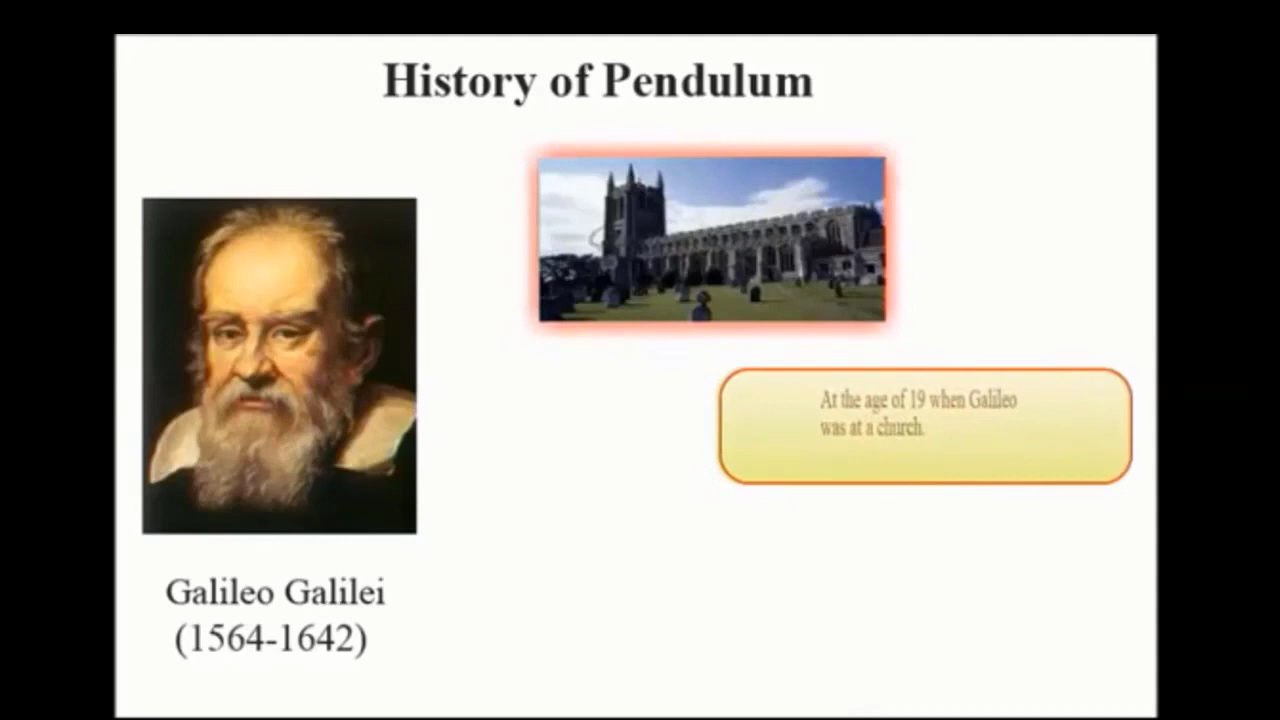 History of Pendulum
At the age of 19 when Galileo
was at a church.
Galileo Galilei
(1564-1642)